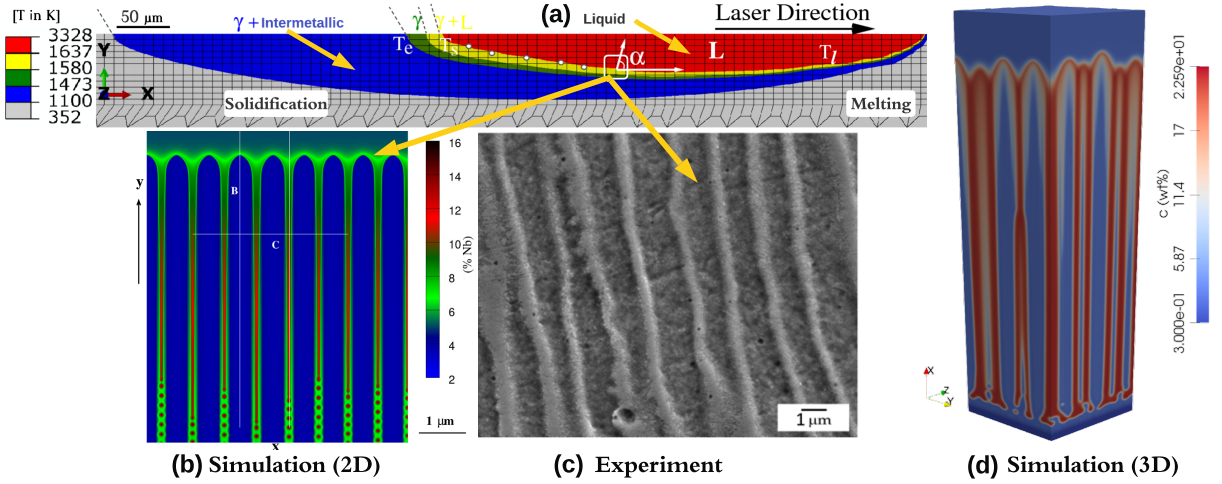 [T in K]
3328
1637
1580
1473
1100
352
50 μm
γ + Intermetallic
γ
γ + L
(a)
Liquid
Laser Direction
Y
Z
X
Te
Ts
α
L
Tl
Solidification
Melting
y
B
C
x
16
14
12
10
8
6
4
2
(% Nb)
1 μm
1 μm
2.259e+01
17
11.4
5.87
3.000e-01
C (wt%)
X
Z
Y
(b) Simulation (2D)
(c) Experiment
(d) Simulation (3D)